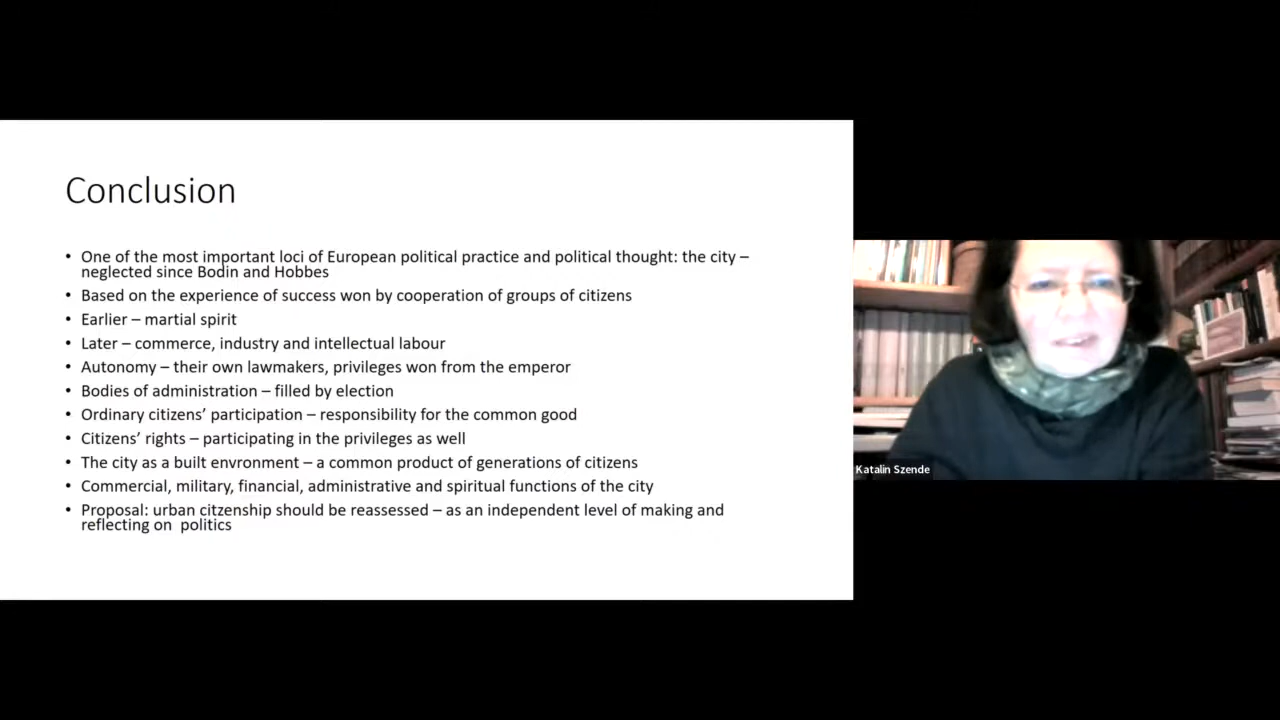 Conclusion
• One of the most important loci of European political practice and political thought: the city –
neglected since Bodin and Hobbes
• Based on the experience of success won by cooperation of groups of citizens
• Earlier – martial spirit
• Later – commerce, industry and intellectual labour
• Autonomy – their own lawmakers, privileges won from the emperor
• Bodies of administration – filled by election
• Ordinary citizens’ participation – responsibility for the common good
• Citizens’ rights – participating in the privileges as well
• The city as a built envronment – a common product of generations of citizens
• Commercial, military, financial, administrative and spiritual functions of the city
• Proposal: urban citzenship should be reassessed – as an independent level of making and
reflecting on  politics
Katalin Szende